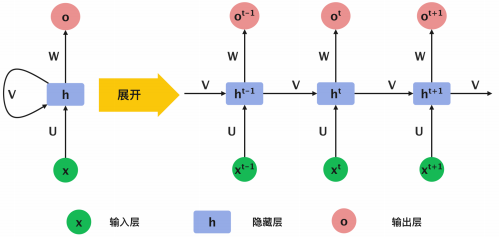 o o^{t-1} o^t o^{t+1}
W W W W
V h 展开 V h^{t-1} V h^t V h^{t+1} V
U U U U
x x^{t-1} x^t x^{t+1}
x 输入层 h 隐藏层 o 输出层